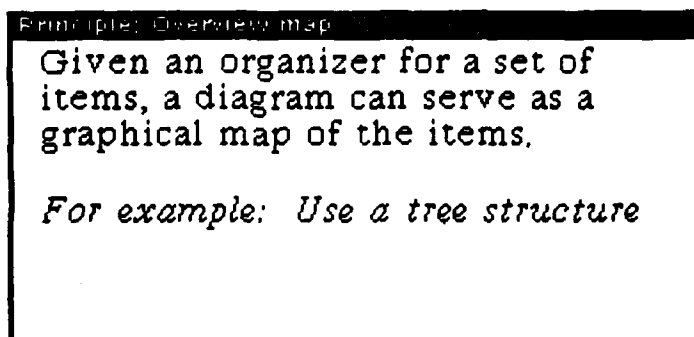 Principle: Overview map
Given an organizer for a set of
items, a diagram can serve as a
graphical map of the items.
For example: Use a tree structure